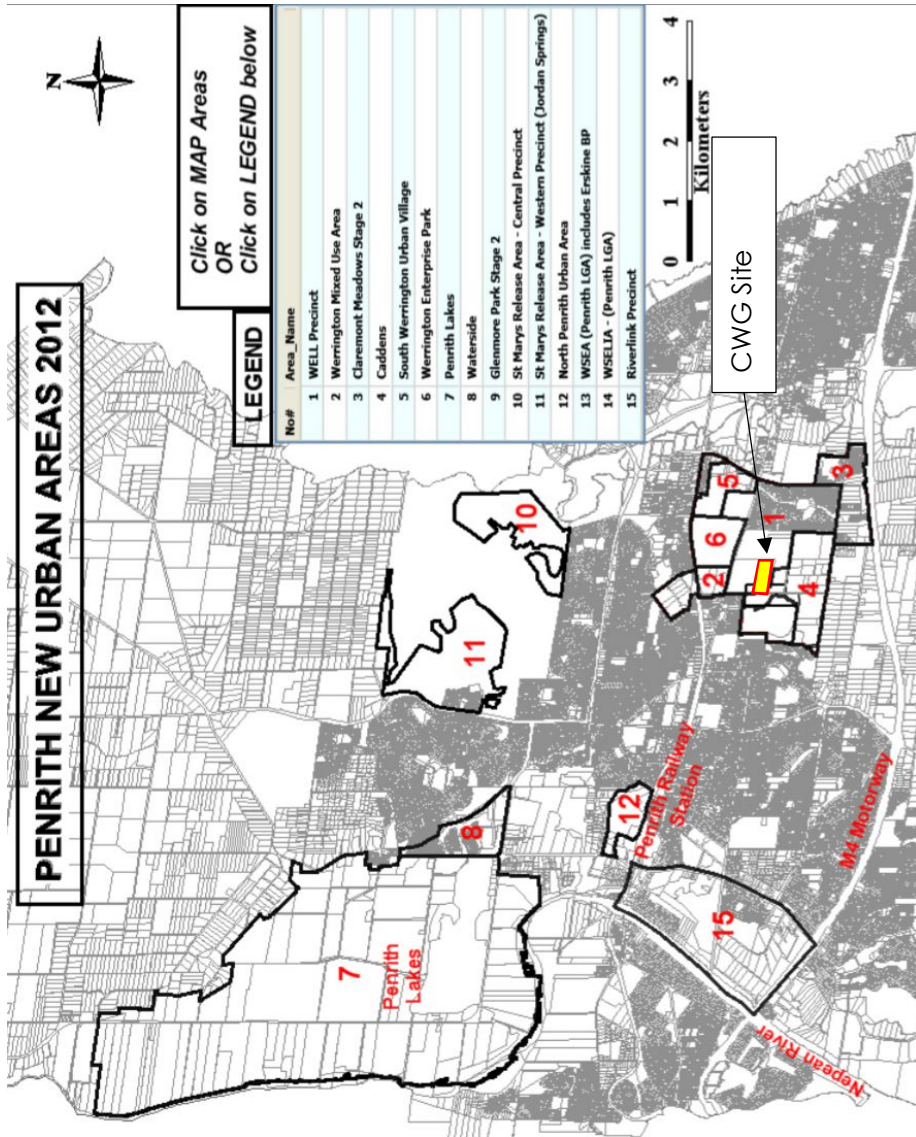 PENRITH NEW URBAN AREAS 2012
N
Click on MAP Areas
OR
Click on LEGEND below
LEGEND
No# Area_Name
1 WELL Precinct
2 Werrington Mixed Use Area
3 Claremont Meadows Stage 2
4 Caddens
5 South Werrington Urban Village
6 Werrington Enterprise Park
7 Penrith Lakes
8 Waterside
9 Glenmore Park Stage 2
10 St Marys Release Area - Central Precinct
11 St Marys Release Area - Western Precinct (Jordan Springs)
12 North Penrith Urban Area
13 WSEA (Penrith LGA) includes Erskine BP
14 WSELIA - (Penrith LGA)
15 Riverlink Precinct
0 1 2 3 4
Kilometers
7
Penrith
Lakes
8
11
10
12
Penrith Railway
Station
15
Nepean River
M4 Motorway
2
6
5
1
4
3
CWG Site